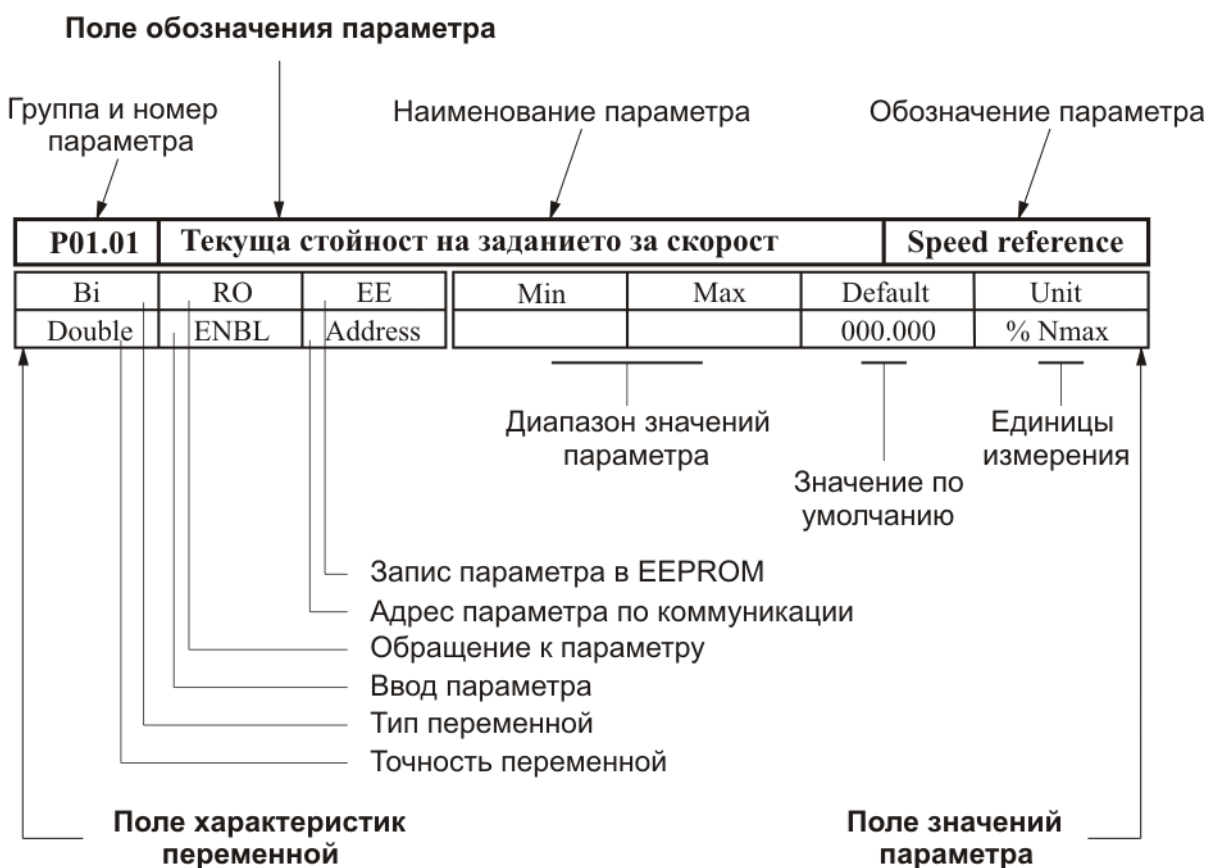 Поле обозначения параметра
Группа и номер
параметра
Наименование параметра
Обозначение параметра
P01.01 Текуща стойност на заданието за скорост Speed reference
Bi RO EE Min Max Default Unit
Double ENBL Address 000.000 % Nmax
Диапазон значений
параметра
Значение по
умолчанию
Единицы
измерения
Запис параметра в EEPROM
Адрес параметра по коммуникации
Обращение к параметру
Ввод параметра
Тип переменной
Точность переменной
Поле характеристик
переменной
Поле значений
параметра